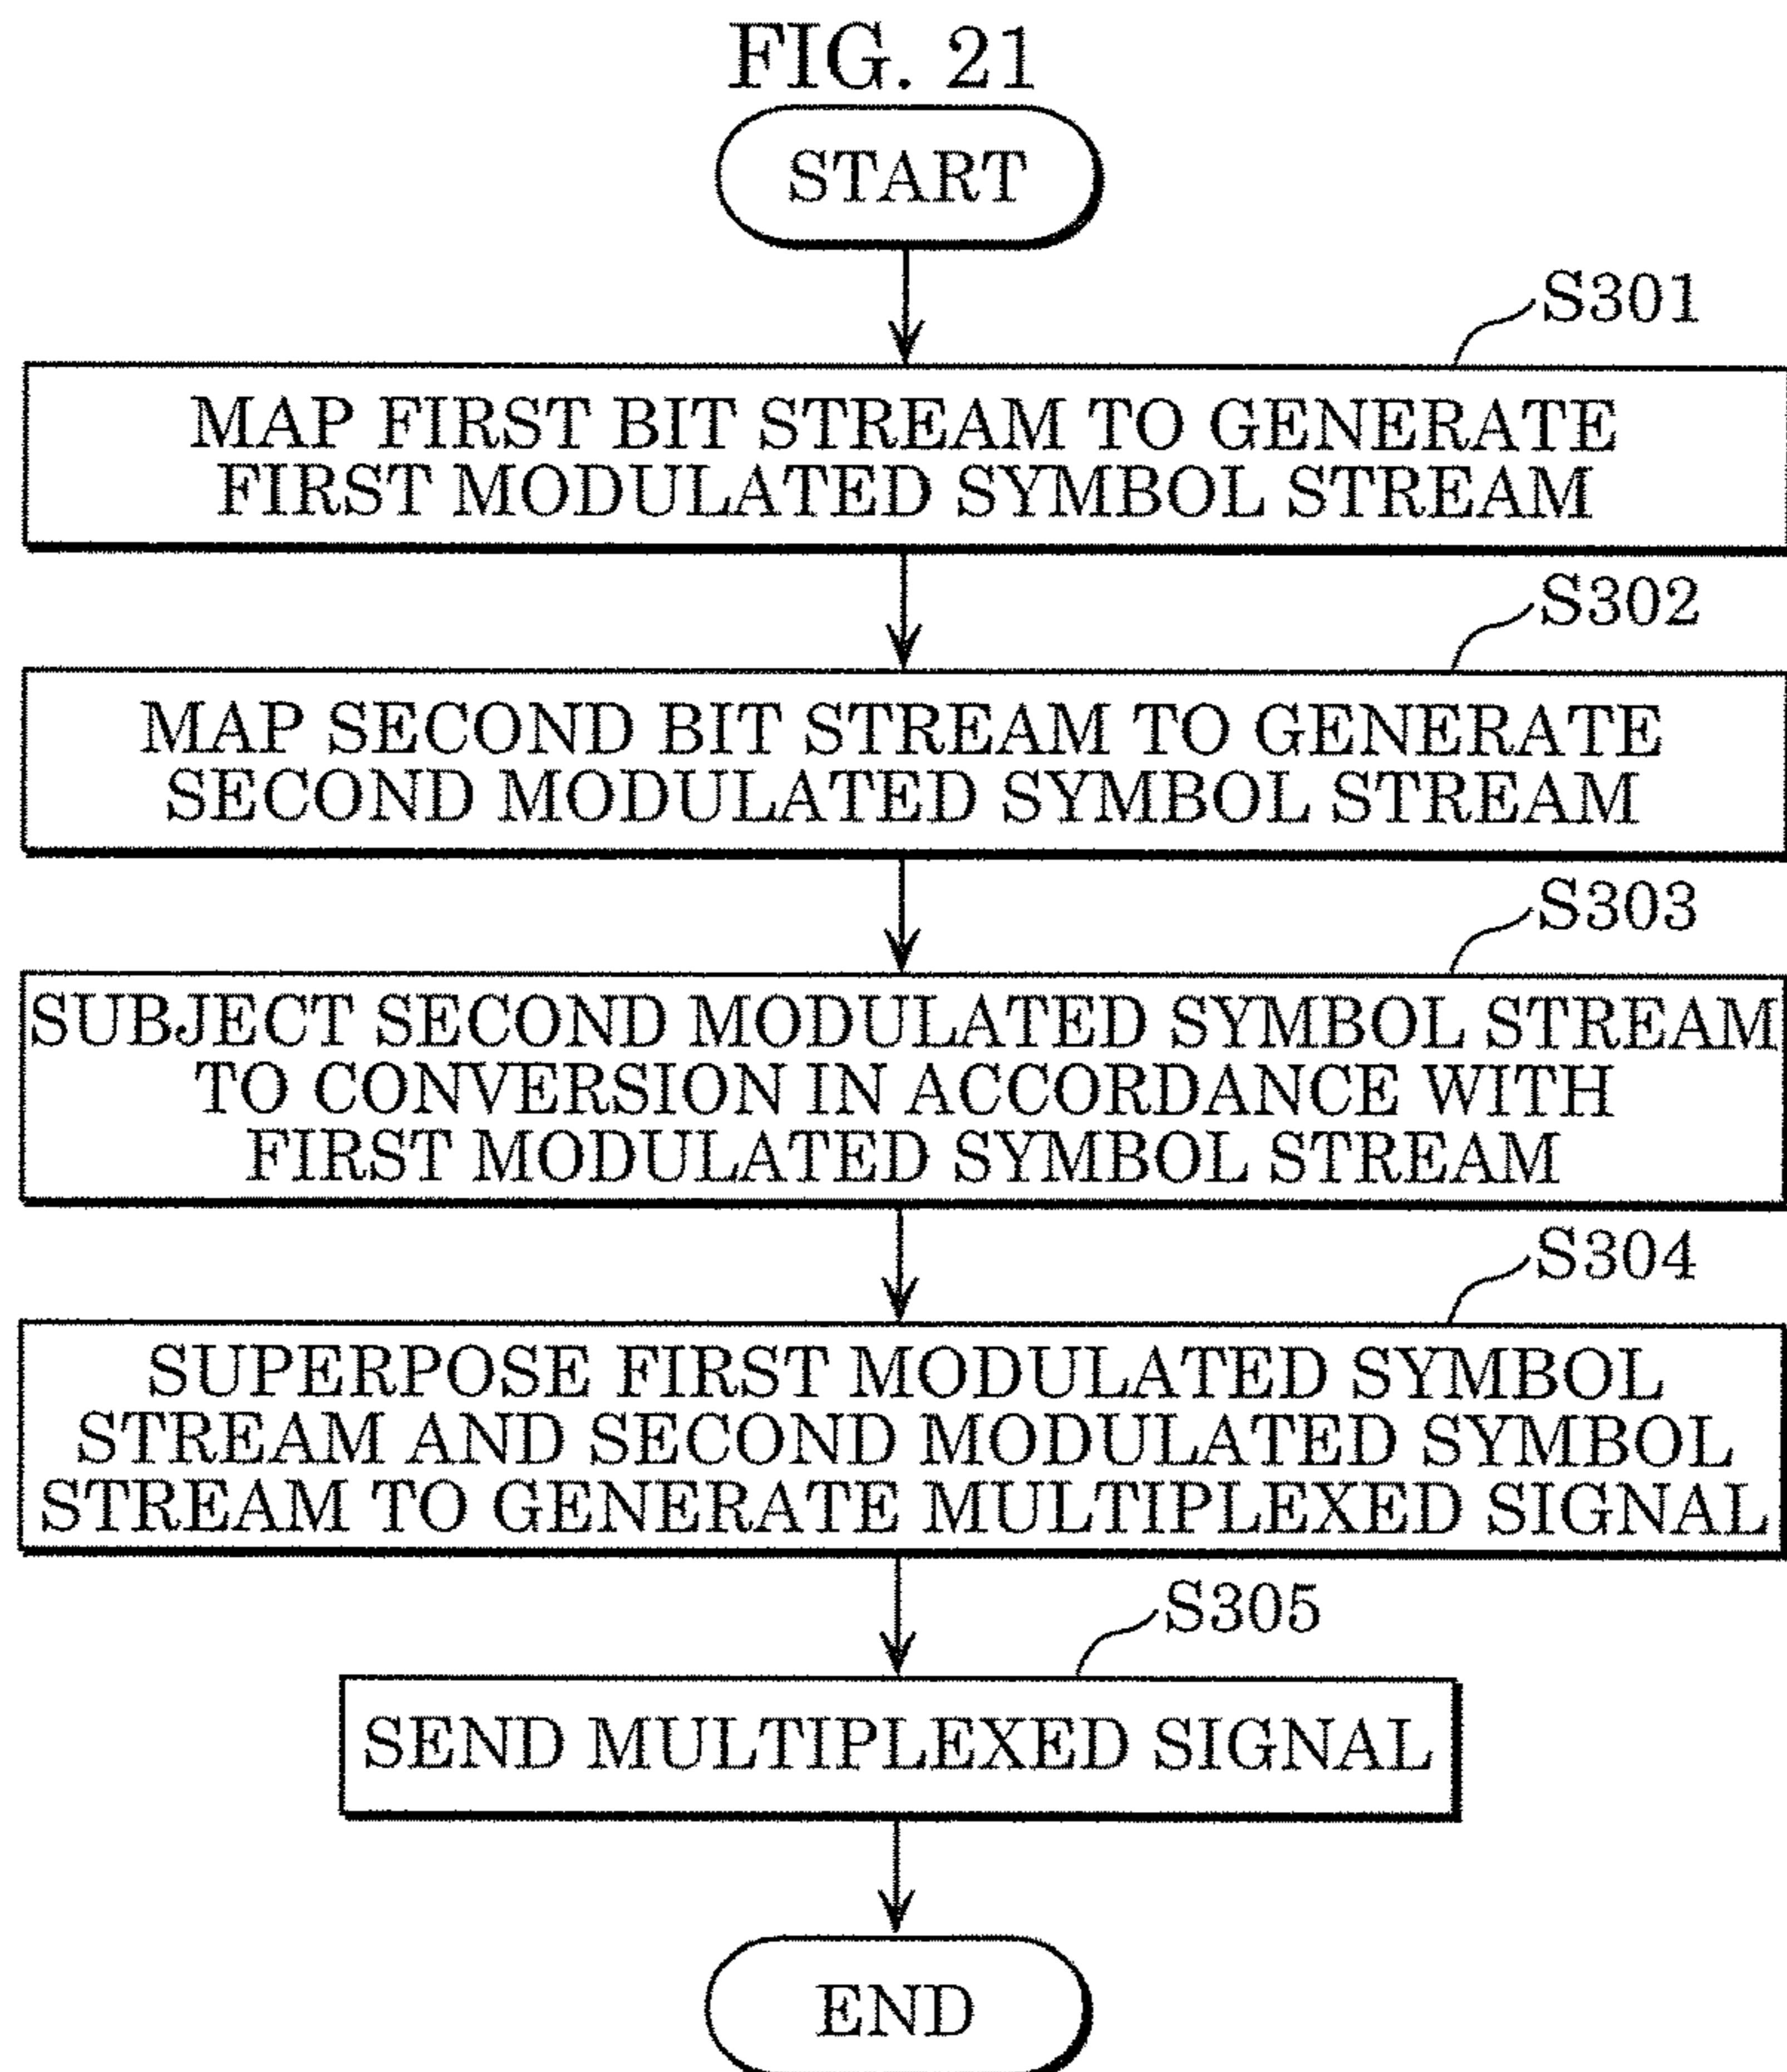 FIG. 21
START
S301
MAP FIRST BIT STREAM TO GENERATE
FIRST MODULATED SYMBOL STREAM
S302
MAP SECOND BIT STREAM TO GENERATE
SECOND MODULATED SYMBOL STREAM
S303
SUBJECT SECOND MODULATED SYMBOL STREAM
TO CONVERSION IN ACCORDANCE WITH
FIRST MODULATED SYMBOL STREAM
S304
SUPERPOSE FIRST MODULATED SYMBOL
STREAM AND SECOND MODULATED SYMBOL
STREAM TO GENERATE MULTIPLEXED SIGNAL
S305
SEND MULTIPLEXED SIGNAL
END